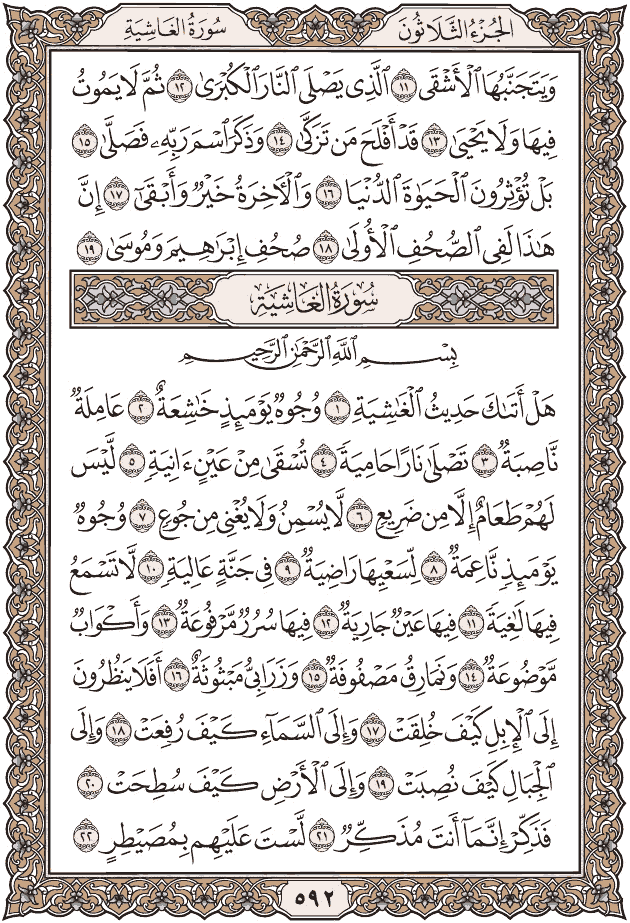 الجُزْءُ الثَّلَاثُونَ
سُورَةُ الغَاشِيَةِ
وَيَتَجَنَّبُهَا ٱلْأَشْقَى ١١ ٱلَّذِى يَصْلَى ٱلنَّارَ ٱلْكُبْرَىٰ ١٢ ثُمَّ لَا يَمُوتُ
فِيهَا وَلَا يَحْيَىٰ ١٣ قَدْ أَفْلَحَ مَن تَزَكَّىٰ ١٤ وَذَكَرَ ٱسْمَ رَبِّهِۦ فَصَلَّىٰ ١٥
بَلْ تُؤْثِرُونَ ٱلْحَيَوٰةَ ٱلدُّنْيَا ١٦ وَٱلْأٓخِرَةُ خَيْرٌ وَأَبْقَىٰٓ ١٧ إِنَّ
هَٰذَا لَفِى ٱلصُّحُفِ ٱلْأُولَىٰ ١٨ صُحُفِ إِبْرَٰهِيمَ وَمُوسَىٰ ١٩
سُورَةُ الغَاشِيَةِ
بِسْمِ ٱللَّهِ ٱلرَّحْمَٰنِ ٱلرَّحِيمِ
هَلْ أَتَىٰكَ حَدِيثُ ٱلْغَٰشِيَةِ ١ وُجُوهٌ يَوْمَئِذٍ خَٰشِعَةٌ ٢ عَامِلَةٌ
نَّاصِبَةٌ ٣ تَصْلَىٰ نَارًا حَامِيَةً ٤ تُسْقَىٰ مِنْ عَيْنٍ ءَانِيَةٍ ٥ لَّيْسَ
لَهُمْ طَعَامٌ إِلَّا مِن ضَرِيعٍ ٦ لَّا يُسْمِنُ وَلَا يُغْنِى مِن جُوعٍ ٧ وُجُوهٌ
يَوْمَئِذٍ نَّاعِمَةٌ ٨ لِّسَعْيِهَا رَاضِيَةٌ ٩ فِى جَنَّةٍ عَالِيَةٍ ١٠ لَّا تَسْمَعُ
فِيهَا لَٰغِيَةً ١١ فِيهَا عَيْنٌ جَارِيَةٌ ١٢ فِيهَا سُرُرٌ مَّرْفُوعَةٌ ١٣ وَأَكْوَابٌ
مَّوْضُوعَةٌ ١٤ وَنَمَارِقُ مَصْفُوفَةٌ ١٥ وَزَرَابِىُّ مَبْثُوثَةٌ ١٦ أَفَلَا يَنظُرُونَ
إِلَى ٱلْإِبِلِ كَيْفَ خُلِقَتْ ١٧ وَإِلَى ٱلسَّمَآءِ كَيْفَ رُفِعَتْ ١٨ وَإِلَى
ٱلْجِبَالِ كَيْفَ نُصِبَتْ ١٩ وَإِلَى ٱلْأَرْضِ كَيْفَ سُطِحَتْ ٢٠
فَذَكِّرْ إِنَّمَآ أَنتَ مُذَكِّرٌ ٢١ لَّسْتَ عَلَيْهِم بِمُصَيْطِرٍ ٢٢
٥٩٢